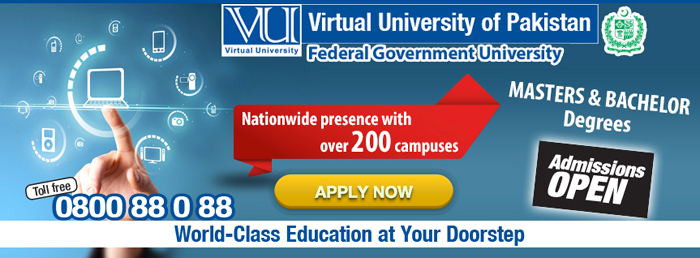 VU
Virtual University
Virtual University of Pakistan
Federal Government University
Nationwide presence with
over 200 campuses
MASTERS & BACHELOR
Degrees
Admissions
OPEN
APPLY NOW
Toll free
0800 88 0 88
World-Class Education at Your Doorstep